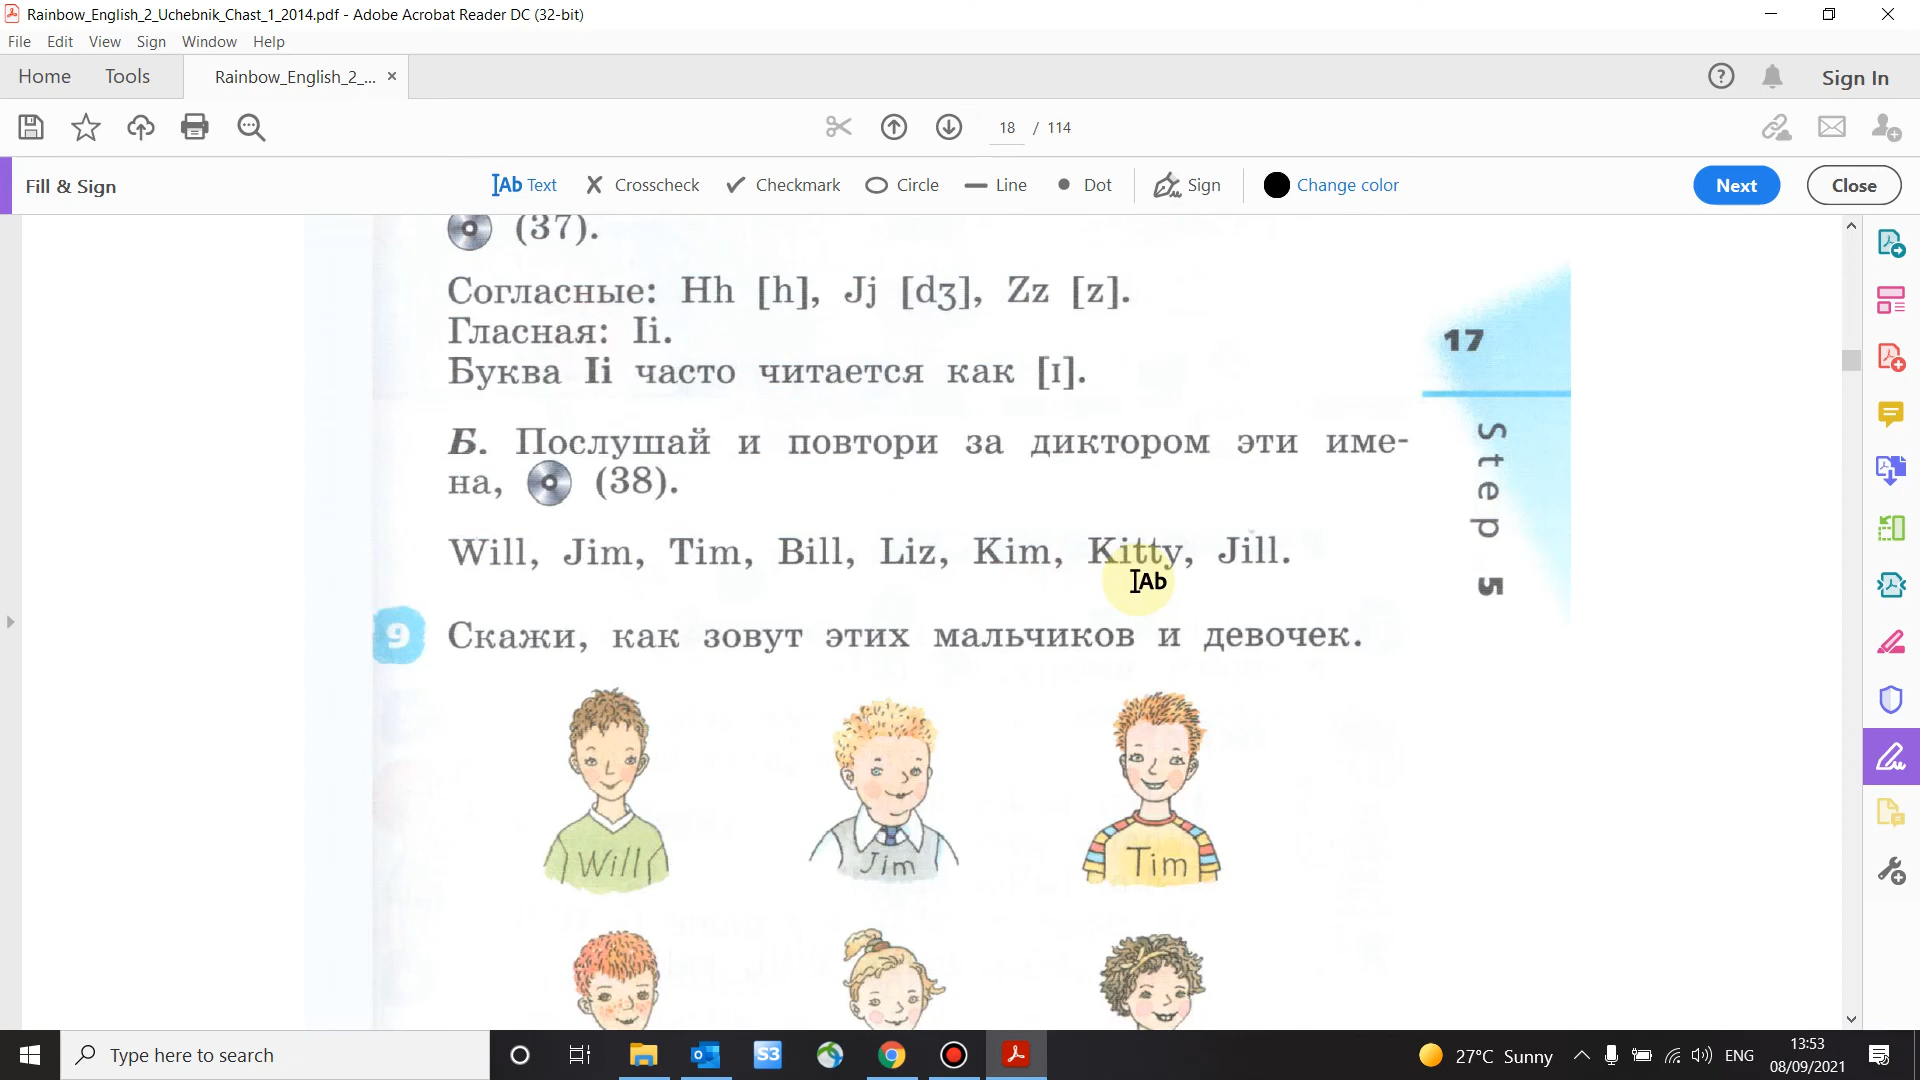 Rainbow_English_2_Uchebnik_Chast_1_2014.pdf - Adobe Acrobat Reader DC (32-bit)
File Edit View Sign Window Help
Home Tools Rainbow_English_2_... × ? Sign In
18 / 114
Fill & Sign Ab Text Crosscheck Checkmark Circle Line Dot Sign Change color Next Close
(37).
Согласные: Hh [h], Jj [dʒ], Zz [z].
Гласная: Ii.
Буква Ii часто читается как [ɪ].
17
Step 5
Б. Послушай и повтори за диктором эти име-
на, (38).
Will, Jim, Tim, Bill, Liz, Kim, Kitty, Jill.
Ab
9 Скажи, как зовут этих мальчиков и девочек.
Will Jim Tim
Type here to search S3 27°C Sunny ENG 13:53
08/09/2021